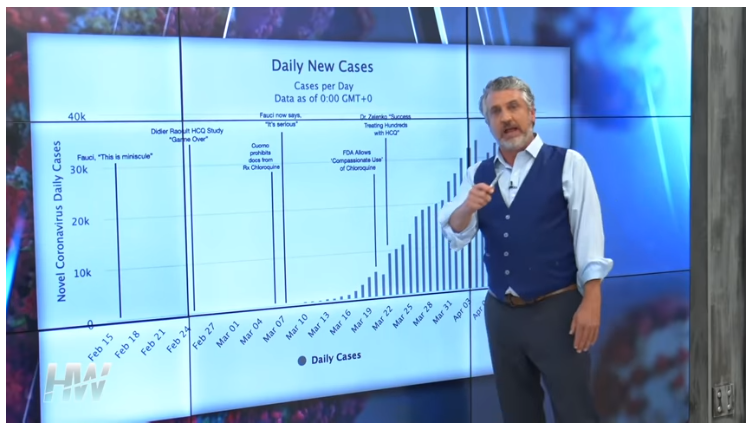 Daily New Cases
Cases per Day
Data as of 0:00 GMT+0
Novel Coronavirus Daily Cases
40k
30k
20k
10k
0
Fauci, "This is miniscule"
Didier Raoult HCQ Study
"Game Over"
Cuomo
prohibits
docs from
Rx Chloroquine
Fauci now says,
"It's serious"
FDA Allows
'Compassionate Use'
of Chloroquine
Dr. Zelenko "Success
Treating Hundreds
with HCQ"
Feb 15
Feb 18
Feb 21
Feb 24
Feb 27
Mar 01
Mar 04
Mar 07
Mar 10
Mar 13
Mar 16
Mar 19
Mar 22
Mar 25
Mar 28
Mar 31
Apr 03
Apr
Daily Cases
HW